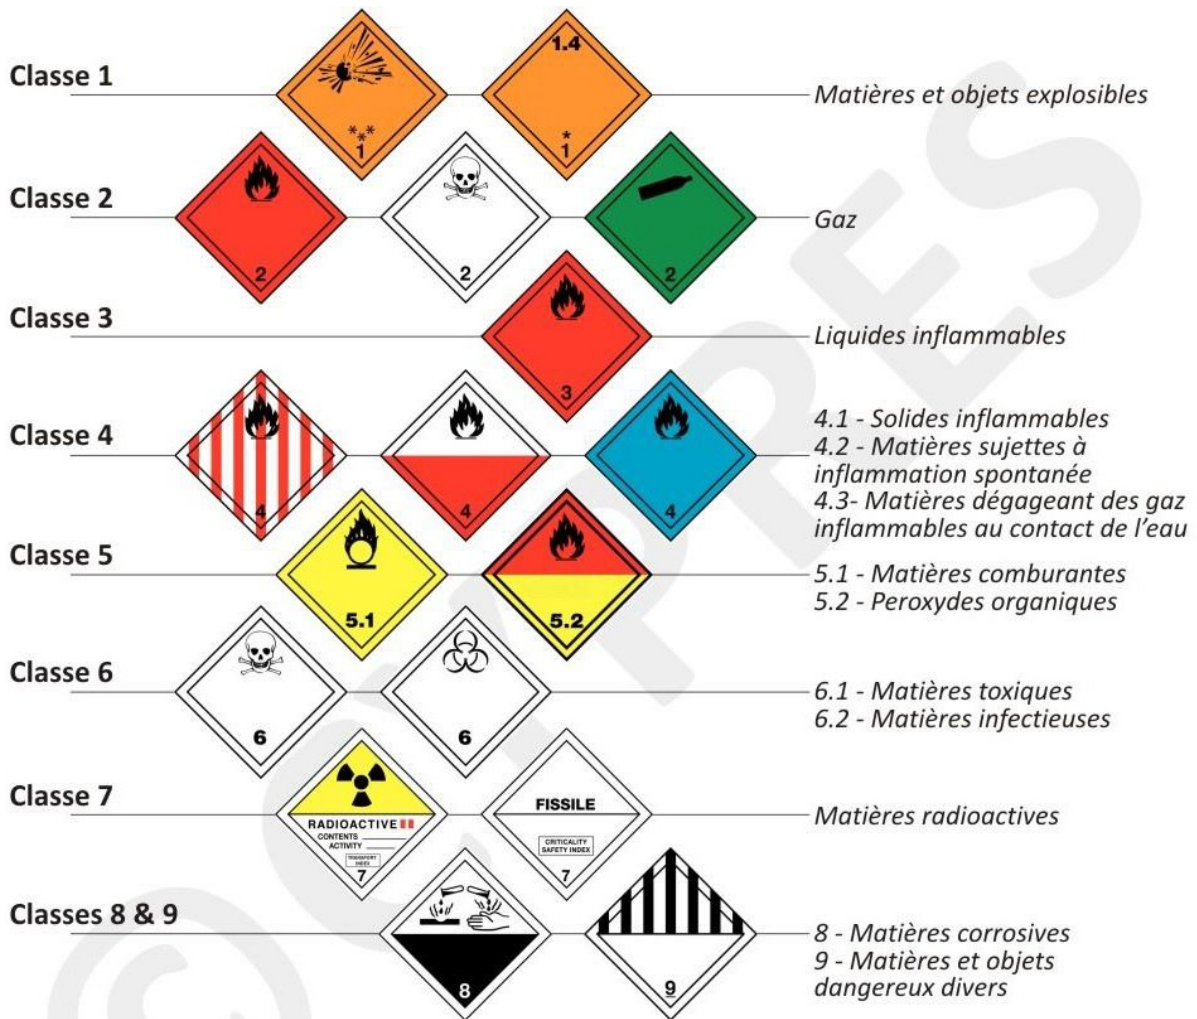 Classe 1
* * *
1
1.4
*
1
Matières et objets explosibles
Classe 2
2
2
2
Gaz
Classe 3
3
Liquides inflammables
Classe 4
4
4
4
4.1 - Solides inflammables
4.2 - Matières sujettes à
inflammation spontanée
4.3- Matières dégageant des gaz
inflammables au contact de l'eau
Classe 5
5.1
5.2
5.1 - Matières comburantes
5.2 - Peroxydes organiques
Classe 6
6
6
6.1 - Matières toxiques
6.2 - Matières infectieuses
Classe 7
RADIOACTIVE II
CONTENTS
ACTIVITY
TRANSPORT
INDEX
7
FISSILE
CRITICALITY
SAFETY INDEX
7
Matières radioactives
Classes 8 & 9
8
9
8 - Matières corrosives
9 - Matières et objets
dangereux divers